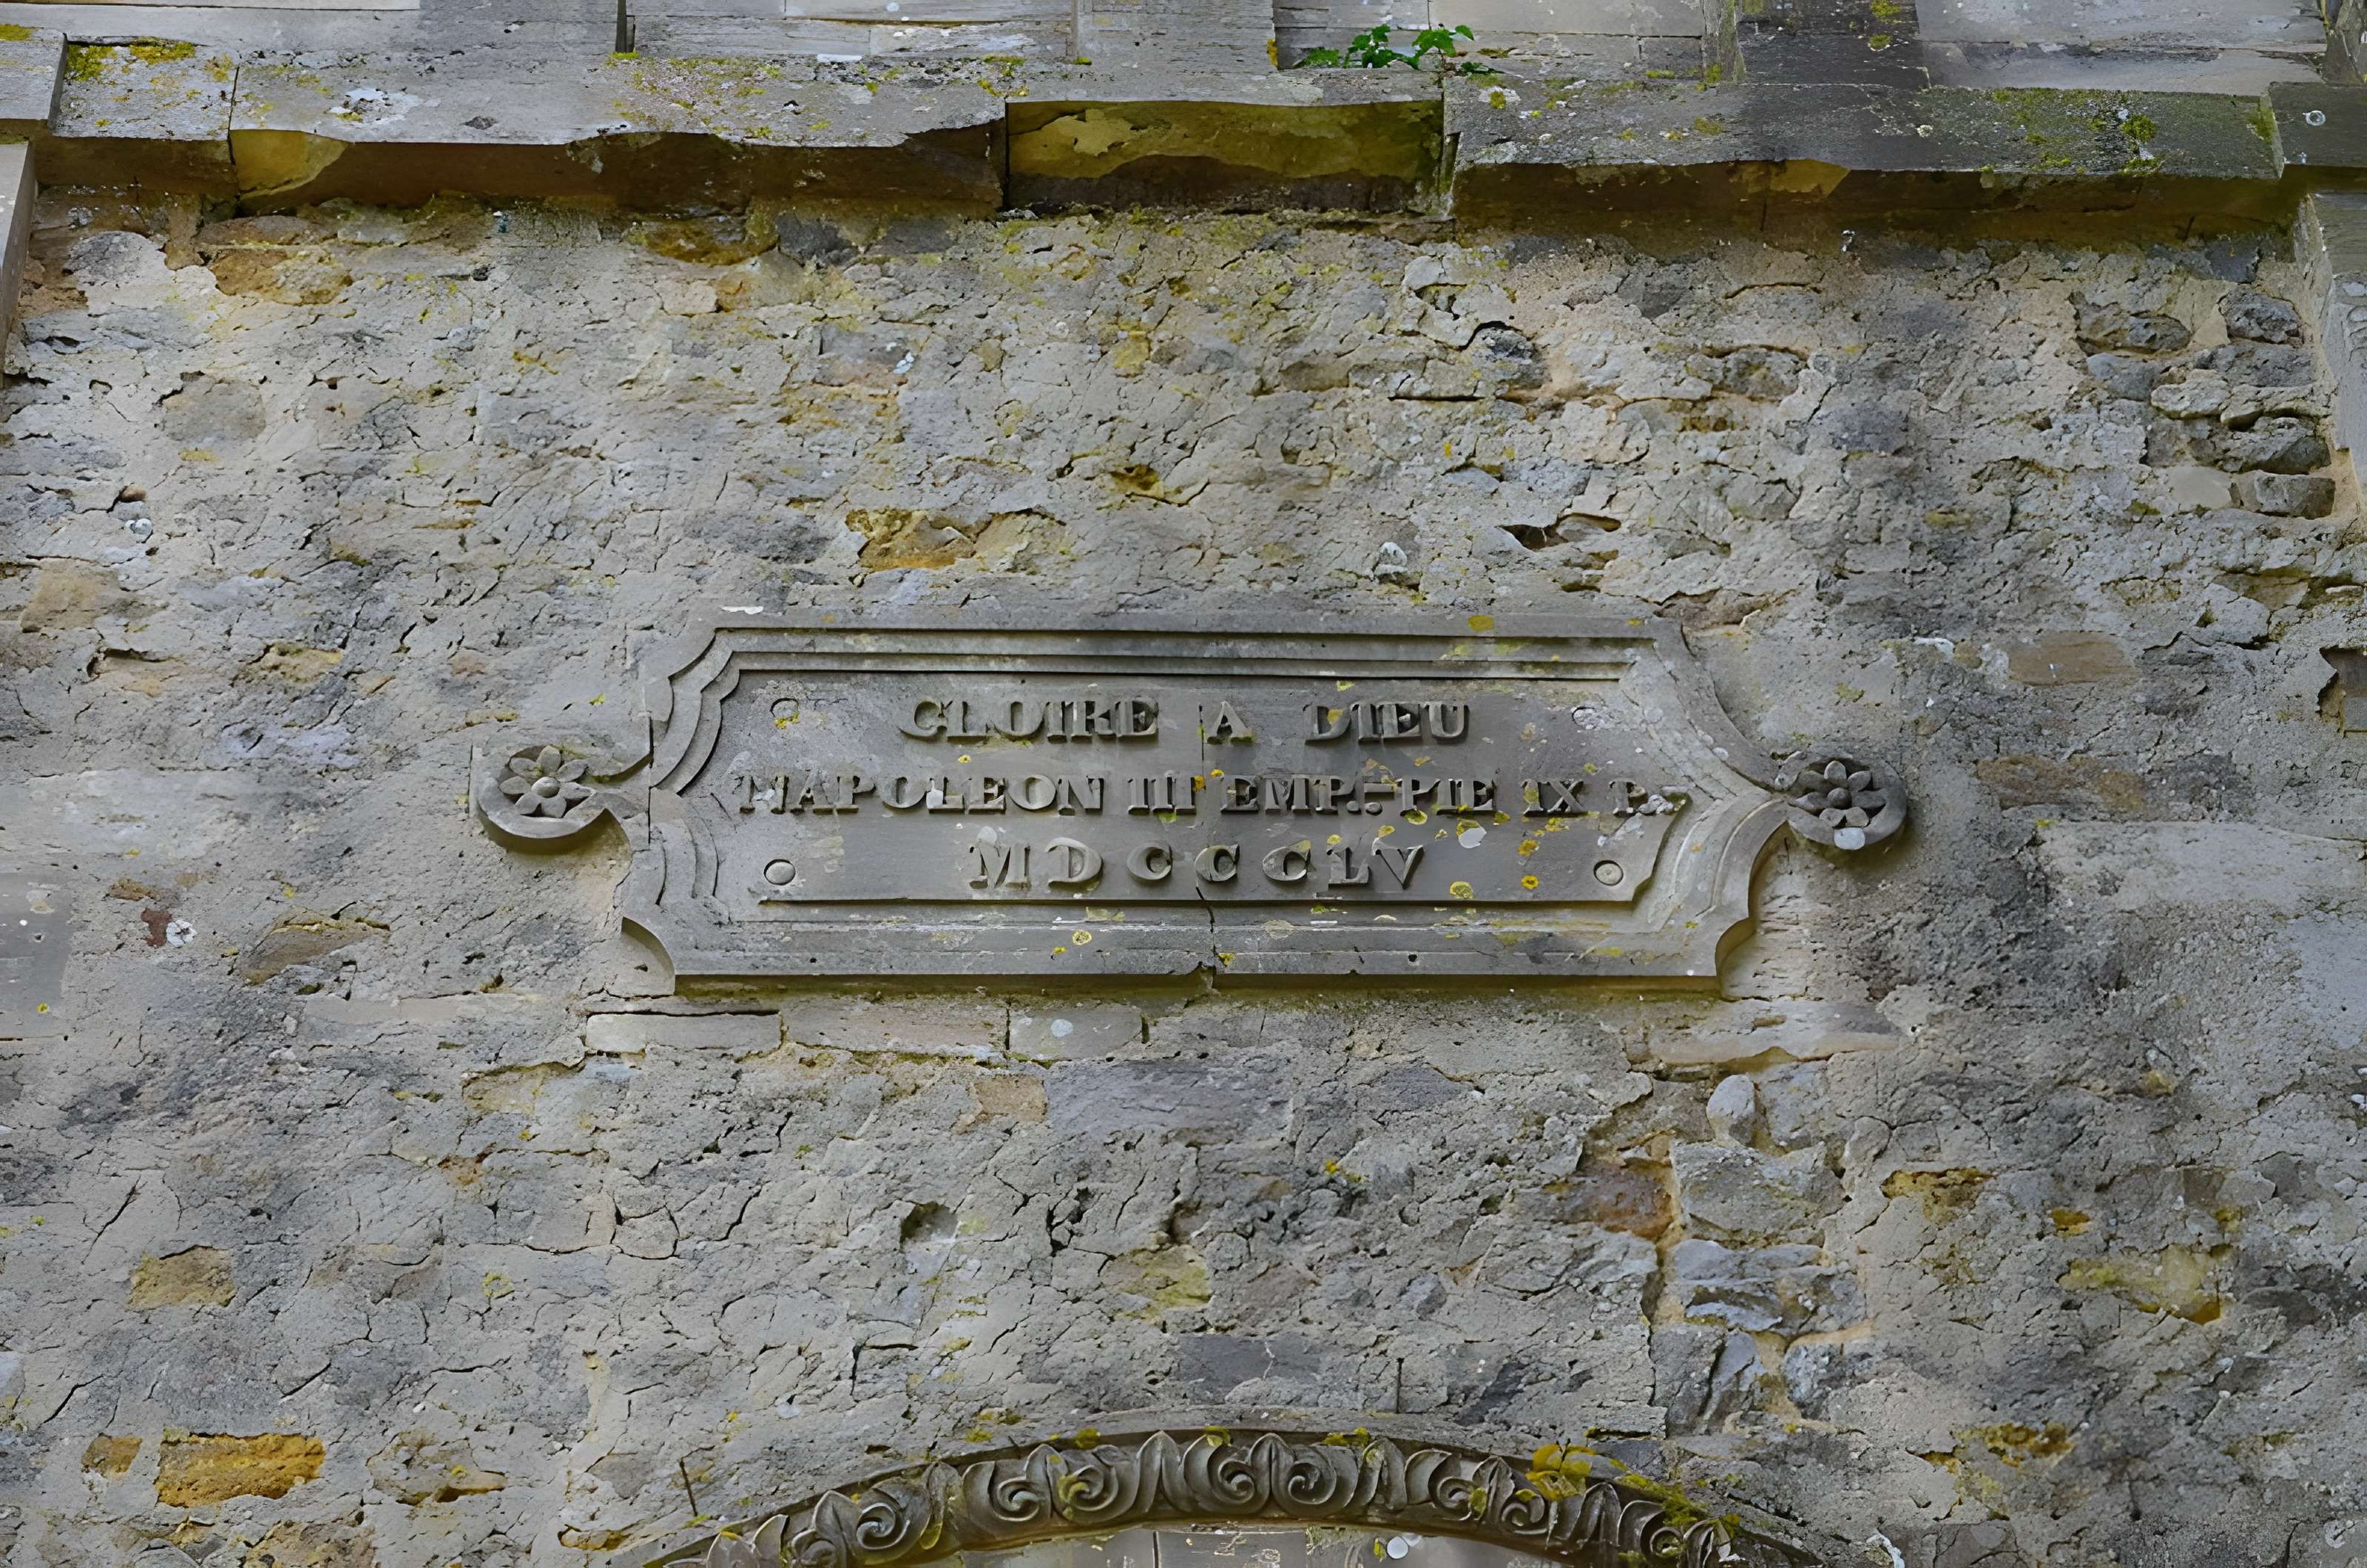 GLOIRE A DIEU
NAPOLEON III EMP.= PIE IX P.
MDCCCLV